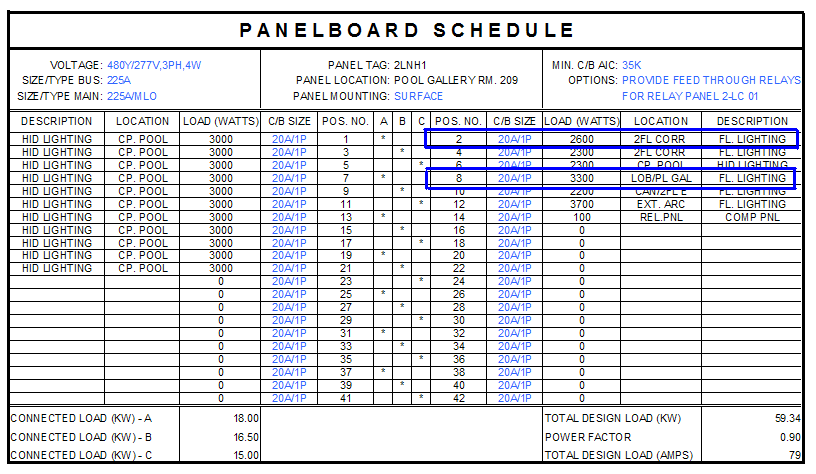 PANELBOARD SCHEDULE
VOLTAGE: 480Y/277V,3PH,4W PANEL TAG: 2LNH1 MIN. C/B AIC: 35K
SIZE/TYPE BUS: 225A PANEL LOCATION: POOL GALLERY RM. 209 OPTIONS: PROVIDE FEED THROUGH RELAYS
SIZE/TYPE MAIN: 225A/MLO PANEL MOUNTING: SURFACE FOR RELAY PANEL 2-LC 01
DESCRIPTION LOCATION LOAD (WATTS) C/B SIZE POS. NO. A B C POS. NO. C/B SIZE LOAD (WATTS) LOCATION DESCRIPTION
HID LIGHTING CP. POOL 3000 20A/1P 1 * 2 20A/1P 2600 2FL CORR FL. LIGHTING
HID LIGHTING CP. POOL 3000 20A/1P 3 * 4 20A/1P 2300 2FL CORR FL. LIGHTING
HID LIGHTING CP. POOL 3000 20A/1P 5 * 6 20A/1P 2300 CP. POOL HID LIGHTING
HID LIGHTING CP. POOL 3000 20A/1P 7 * 8 20A/1P 3300 LOB/PL GAL FL. LIGHTING
HID LIGHTING CP. POOL 3000 20A/1P 9 * 10 20A/1P 2200 CAN/2FL E FL. LIGHTING
HID LIGHTING CP. POOL 3000 20A/1P 11 * 12 20A/1P 3700 EXT. ARC FL. LIGHTING
HID LIGHTING CP. POOL 3000 20A/1P 13 * 14 20A/1P 100 REL.PNL COMP PNL
HID LIGHTING CP. POOL 3000 20A/1P 15 * 16 20A/1P 0
HID LIGHTING CP. POOL 3000 20A/1P 17 * 18 20A/1P 0
HID LIGHTING CP. POOL 3000 20A/1P 19 * 20 20A/1P 0
HID LIGHTING CP. POOL 3000 20A/1P 21 * 22 20A/1P 0
0 20A/1P 23 * 24 20A/1P 0
0 20A/1P 25 * 26 20A/1P 0
0 20A/1P 27 * 28 20A/1P 0
0 20A/1P 29 * 30 20A/1P 0
0 20A/1P 31 * 32 20A/1P 0
0 20A/1P 33 * 34 20A/1P 0
0 20A/1P 35 * 36 20A/1P 0
0 20A/1P 37 * 38 20A/1P 0
0 20A/1P 39 * 40 20A/1P 0
0 20A/1P 41 * 42 20A/1P 0
CONNECTED LOAD (KW) - A 18.00 TOTAL DESIGN LOAD (KW) 59.34
CONNECTED LOAD (KW) - B 16.50 POWER FACTOR 0.90
CONNECTED LOAD (KW) - C 15.00 TOTAL DESIGN LOAD (AMPS) 79